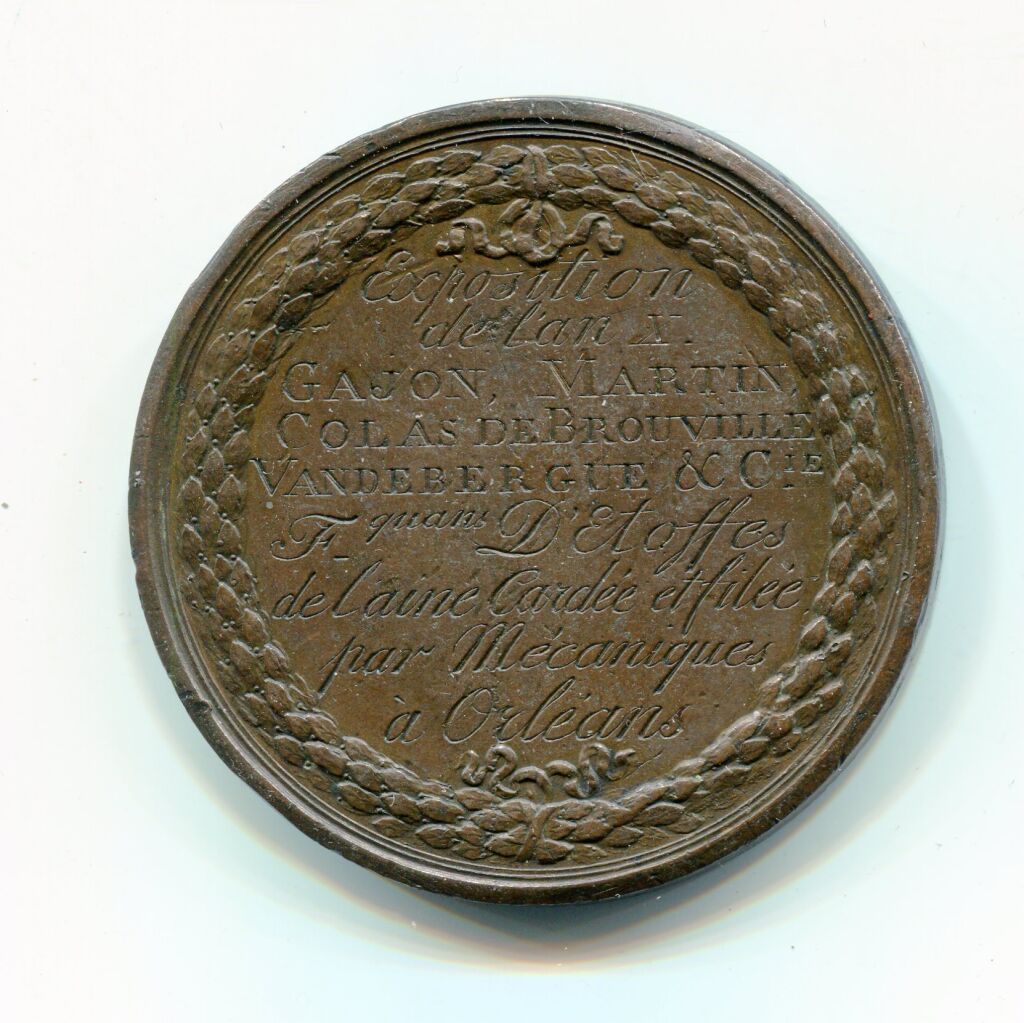 Exposition
de l'an X.
GAJON, MARTIN,
COLAS DE BROUVILLE
VANDEBERGUE & CIE
F_quans D'Etoffes
de laine Cardée et filée
par Mécaniques
à Orléans